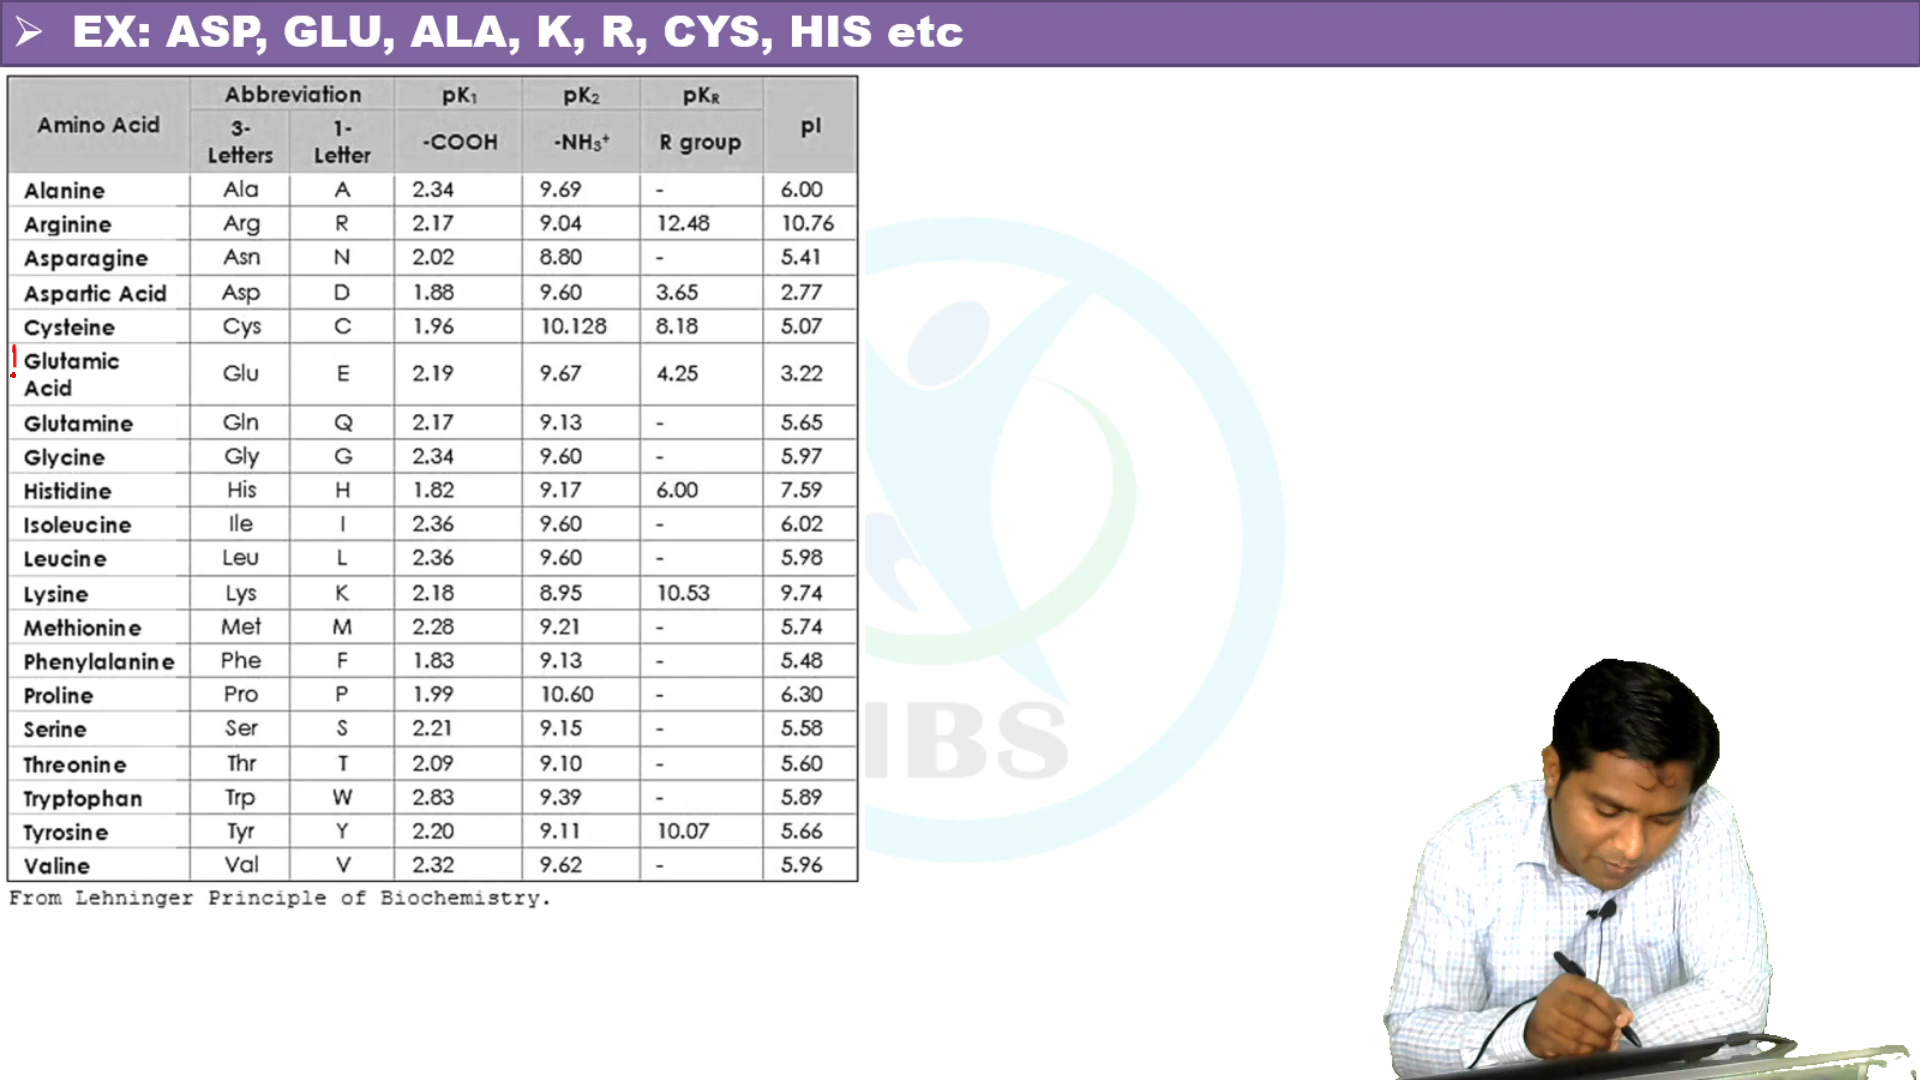 ➢ EX: ASP, GLU, ALA, K, R, CYS, HIS etc
Amino Acid | Abbreviation | pK₁ | pK₂ | pKR | pI
3-Letters | 1-Letter | -COOH | -NH₃⁺ | R group
Alanine | Ala | A | 2.34 | 9.69 | - | 6.00
Arginine | Arg | R | 2.17 | 9.04 | 12.48 | 10.76
Asparagine | Asn | N | 2.02 | 8.80 | - | 5.41
Aspartic Acid | Asp | D | 1.88 | 9.60 | 3.65 | 2.77
Cysteine | Cys | C | 1.96 | 10.128 | 8.18 | 5.07
! Glutamic Acid | Glu | E | 2.19 | 9.67 | 4.25 | 3.22
Glutamine | Gln | Q | 2.17 | 9.13 | - | 5.65
Glycine | Gly | G | 2.34 | 9.60 | - | 5.97
Histidine | His | H | 1.82 | 9.17 | 6.00 | 7.59
Isoleucine | Ile | I | 2.36 | 9.60 | - | 6.02
Leucine | Leu | L | 2.36 | 9.60 | - | 5.98
Lysine | Lys | K | 2.18 | 8.95 | 10.53 | 9.74
Methionine | Met | M | 2.28 | 9.21 | - | 5.74
Phenylalanine | Phe | F | 1.83 | 9.13 | - | 5.48
Proline | Pro | P | 1.99 | 10.60 | - | 6.30
Serine | Ser | S | 2.21 | 9.15 | - | 5.58
Threonine | Thr | T | 2.09 | 9.10 | - | 5.60
Tryptophan | Trp | W | 2.83 | 9.39 | - | 5.89
Tyrosine | Tyr | Y | 2.20 | 9.11 | 10.07 | 5.66
Valine | Val | V | 2.32 | 9.62 | - | 5.96
From Lehninger Principle of Biochemistry.
IBS